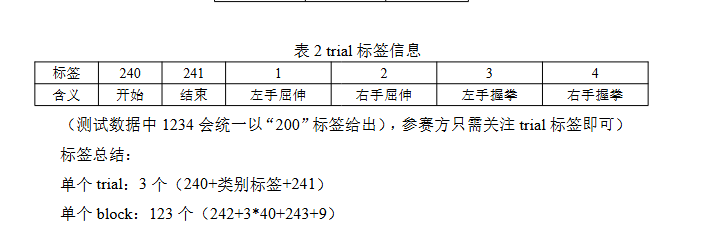 表 2 trial 标签信息
标签 240 241 1 2 3 4
含义 开始 结束 左手屈伸 右手屈伸 左手握拳 右手握拳
（测试数据中 1234 会统一以“200”标签给出），参赛方只需关注 trial 标签即可）
标签总结：
单个 trial：3 个（240+类别标签+241）
单个 block：123 个（242+3*40+243+9）